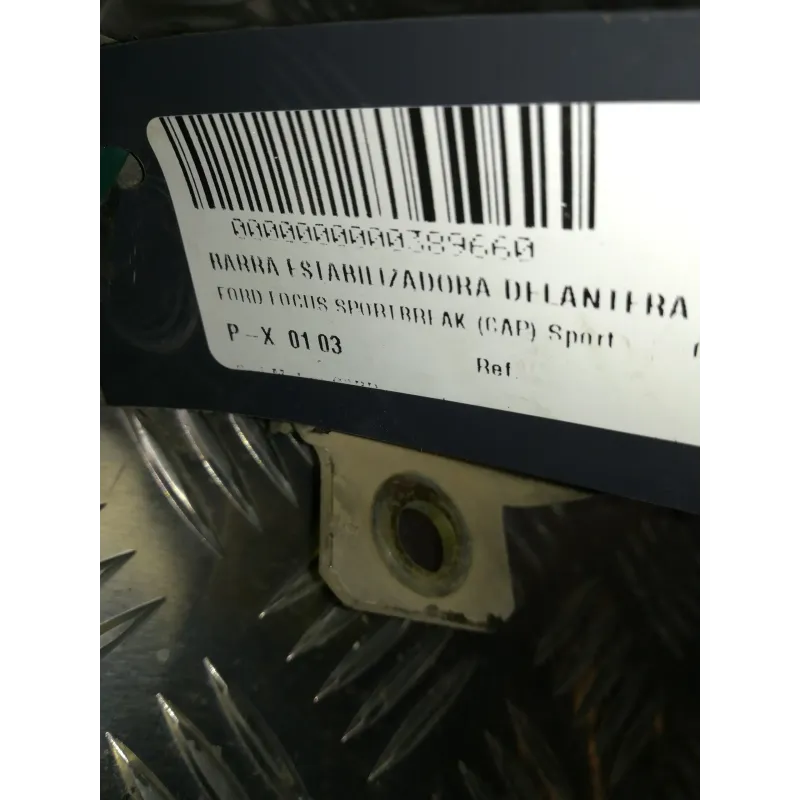 0000000000389660
BARRA ESTABILIZADORA DELANTERA
FORD FOCUS SPORTBREAK (CAP) Sport
P-X 01 03
Ref.